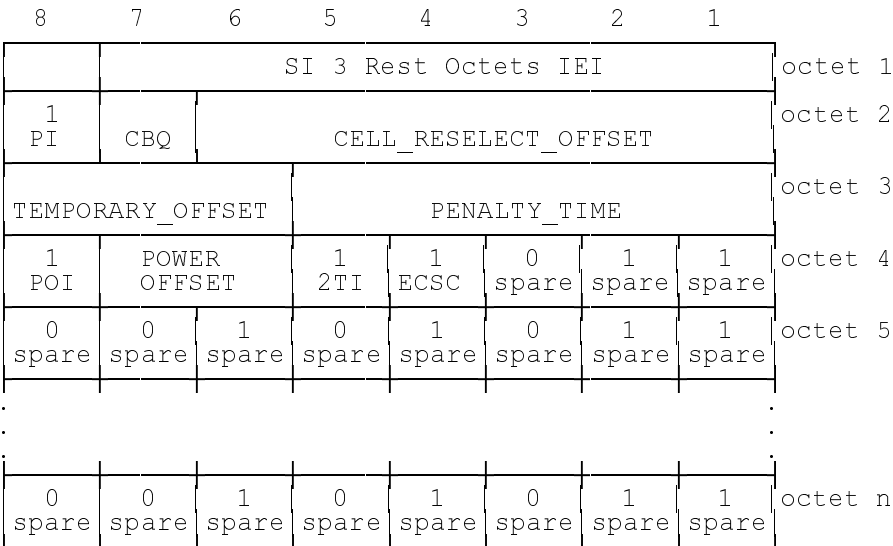 8 7 6 5 4 3 2 1
SI 3 Rest Octets IEI octet 1
1 octet 2
PI CBQ CELL_RESELECT_OFFSET
octet 3
TEMPORARY_OFFSET PENALTY_TIME
1 POWER 1 1 0 1 1 octet 4
POI OFFSET 2TI ECSC spare spare spare
0 0 1 0 1 0 1 1 octet 5
spare spare spare spare spare spare spare spare
0 0 1 0 1 0 1 1 octet n
spare spare spare spare spare spare spare spare